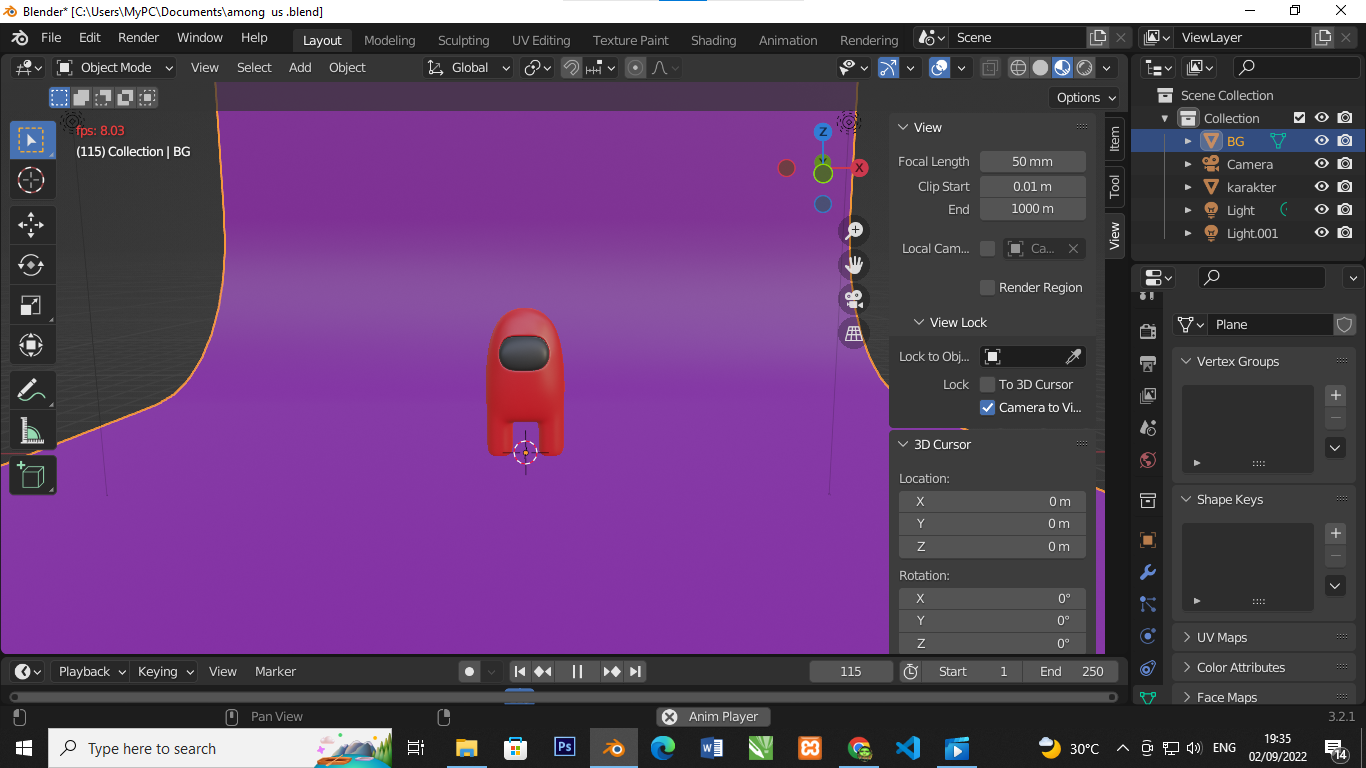 Blender* [C:\Users\MyPC\Documents\among  us .blend]
File Edit Render Window Help Layout Modeling Sculpting UV Editing Texture Paint Shading Animation Rendering Scene ViewLayer
Object Mode View Select Add Object Global
Options
Scene Collection
Collection
BG
Camera
karakter
Light
Light.001
fps: 8.03
(115) Collection | BG
Z
Y
X
View
Focal Length 50 mm
Clip Start 0.01 m
End 1000 m
Local Cam... Ca...
Render Region
View Lock
Lock to Obj...
Lock To 3D Cursor
Camera to Vi...
3D Cursor
Location:
X 0 m
Y 0 m
Z 0 m
Rotation:
X 0°
Y 0°
Z 0°
Item
Tool
View
Plane
Vertex Groups
Shape Keys
UV Maps
Color Attributes
Face Maps
Playback Keying View Marker 115 Start 1 End 250
Pan View Anim Player 3.2.1
Type here to search Ps 30°C ENG 19:35
02/09/2022 14